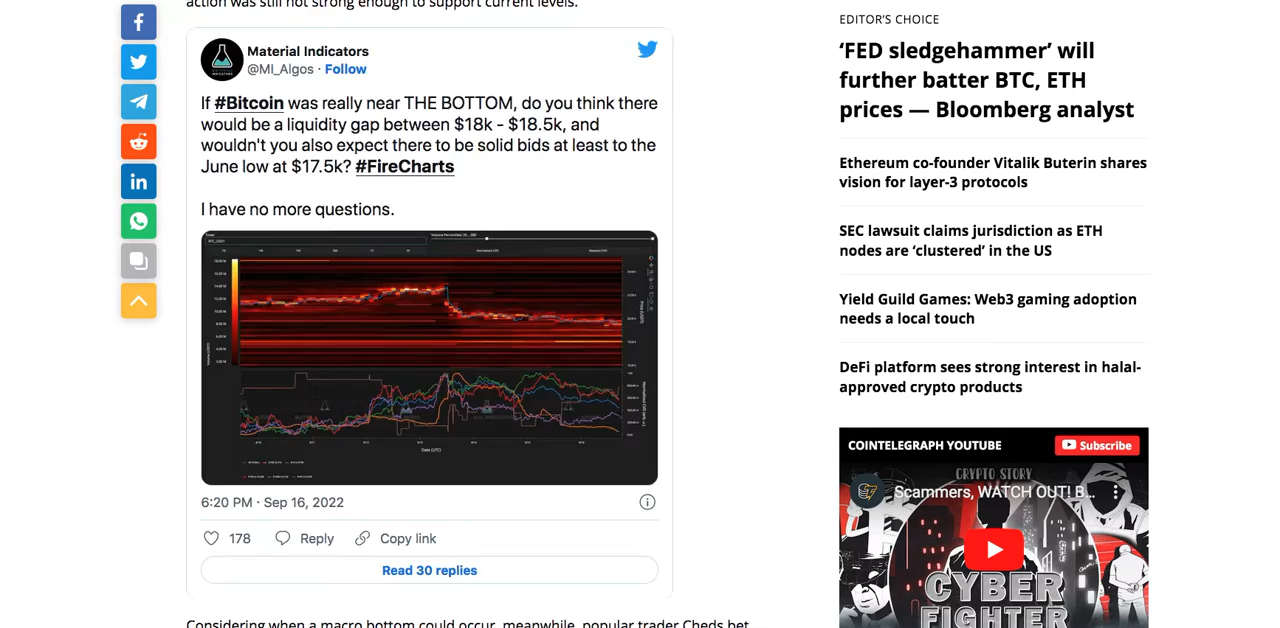 action was still not strong enough to support current levels.
Material Indicators
@MI_Algos · Follow
If #Bitcoin was really near THE BOTTOM, do you think there
would be a liquidity gap between $18k - $18.5k, and
wouldn't you also expect there to be solid bids at least to the
June low at $17.5k? #FireCharts
I have no more questions.
Date (UTC)
6:20 PM · Sep 16, 2022
178 Reply Copy link
Read 30 replies
Considering when a macro bottom could occur, meanwhile, popular trader Cheds bet
EDITOR'S CHOICE
‘FED sledgehammer’ will
further batter BTC, ETH
prices — Bloomberg analyst
Ethereum co-founder Vitalik Buterin shares
vision for layer-3 protocols
SEC lawsuit claims jurisdiction as ETH
nodes are ‘clustered’ in the US
Yield Guild Games: Web3 gaming adoption
needs a local touch
DeFi platform sees strong interest in halal-
approved crypto products
COINTELEGRAPH YOUTUBE
Subscribe
CRYPTO STORY
Scammers, WATCH OUT! B...
CYBER
FIGHTER